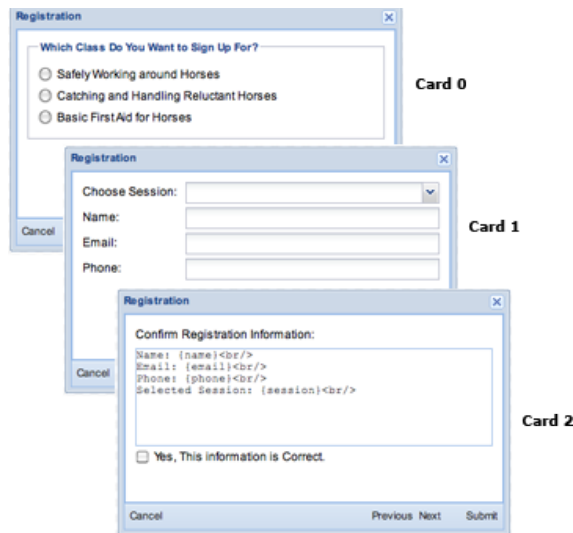 Registration
Which Class Do You Want to Sign Up For?
Safely Working around Horses
Catching and Handling Reluctant Horses
Basic First Aid for Horses
Cancel
Card 0
Registration
Choose Session:
Name:
Email:
Phone:
Cancel
Card 1
Registration
Confirm Registration Information:
Name: {name}<br/>
Email: {email}<br/>
Phone: {phone}<br/>
Selected Session: {session}<br/>
Yes, This information is Correct.
Cancel Previous Next Submit
Card 2